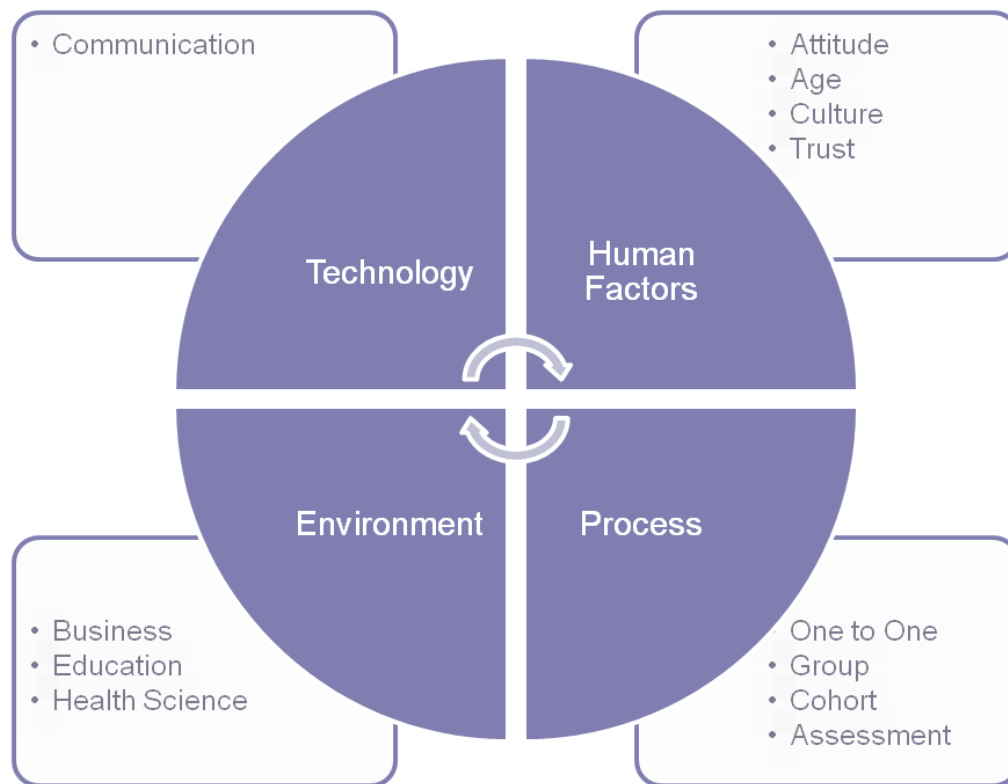 • Communication
• Attitude
• Age
• Culture
• Trust
Technology
Human
Factors
Environment
Process
• Business
• Education
• Health Science
• One to One
• Group
• Cohort
• Assessment